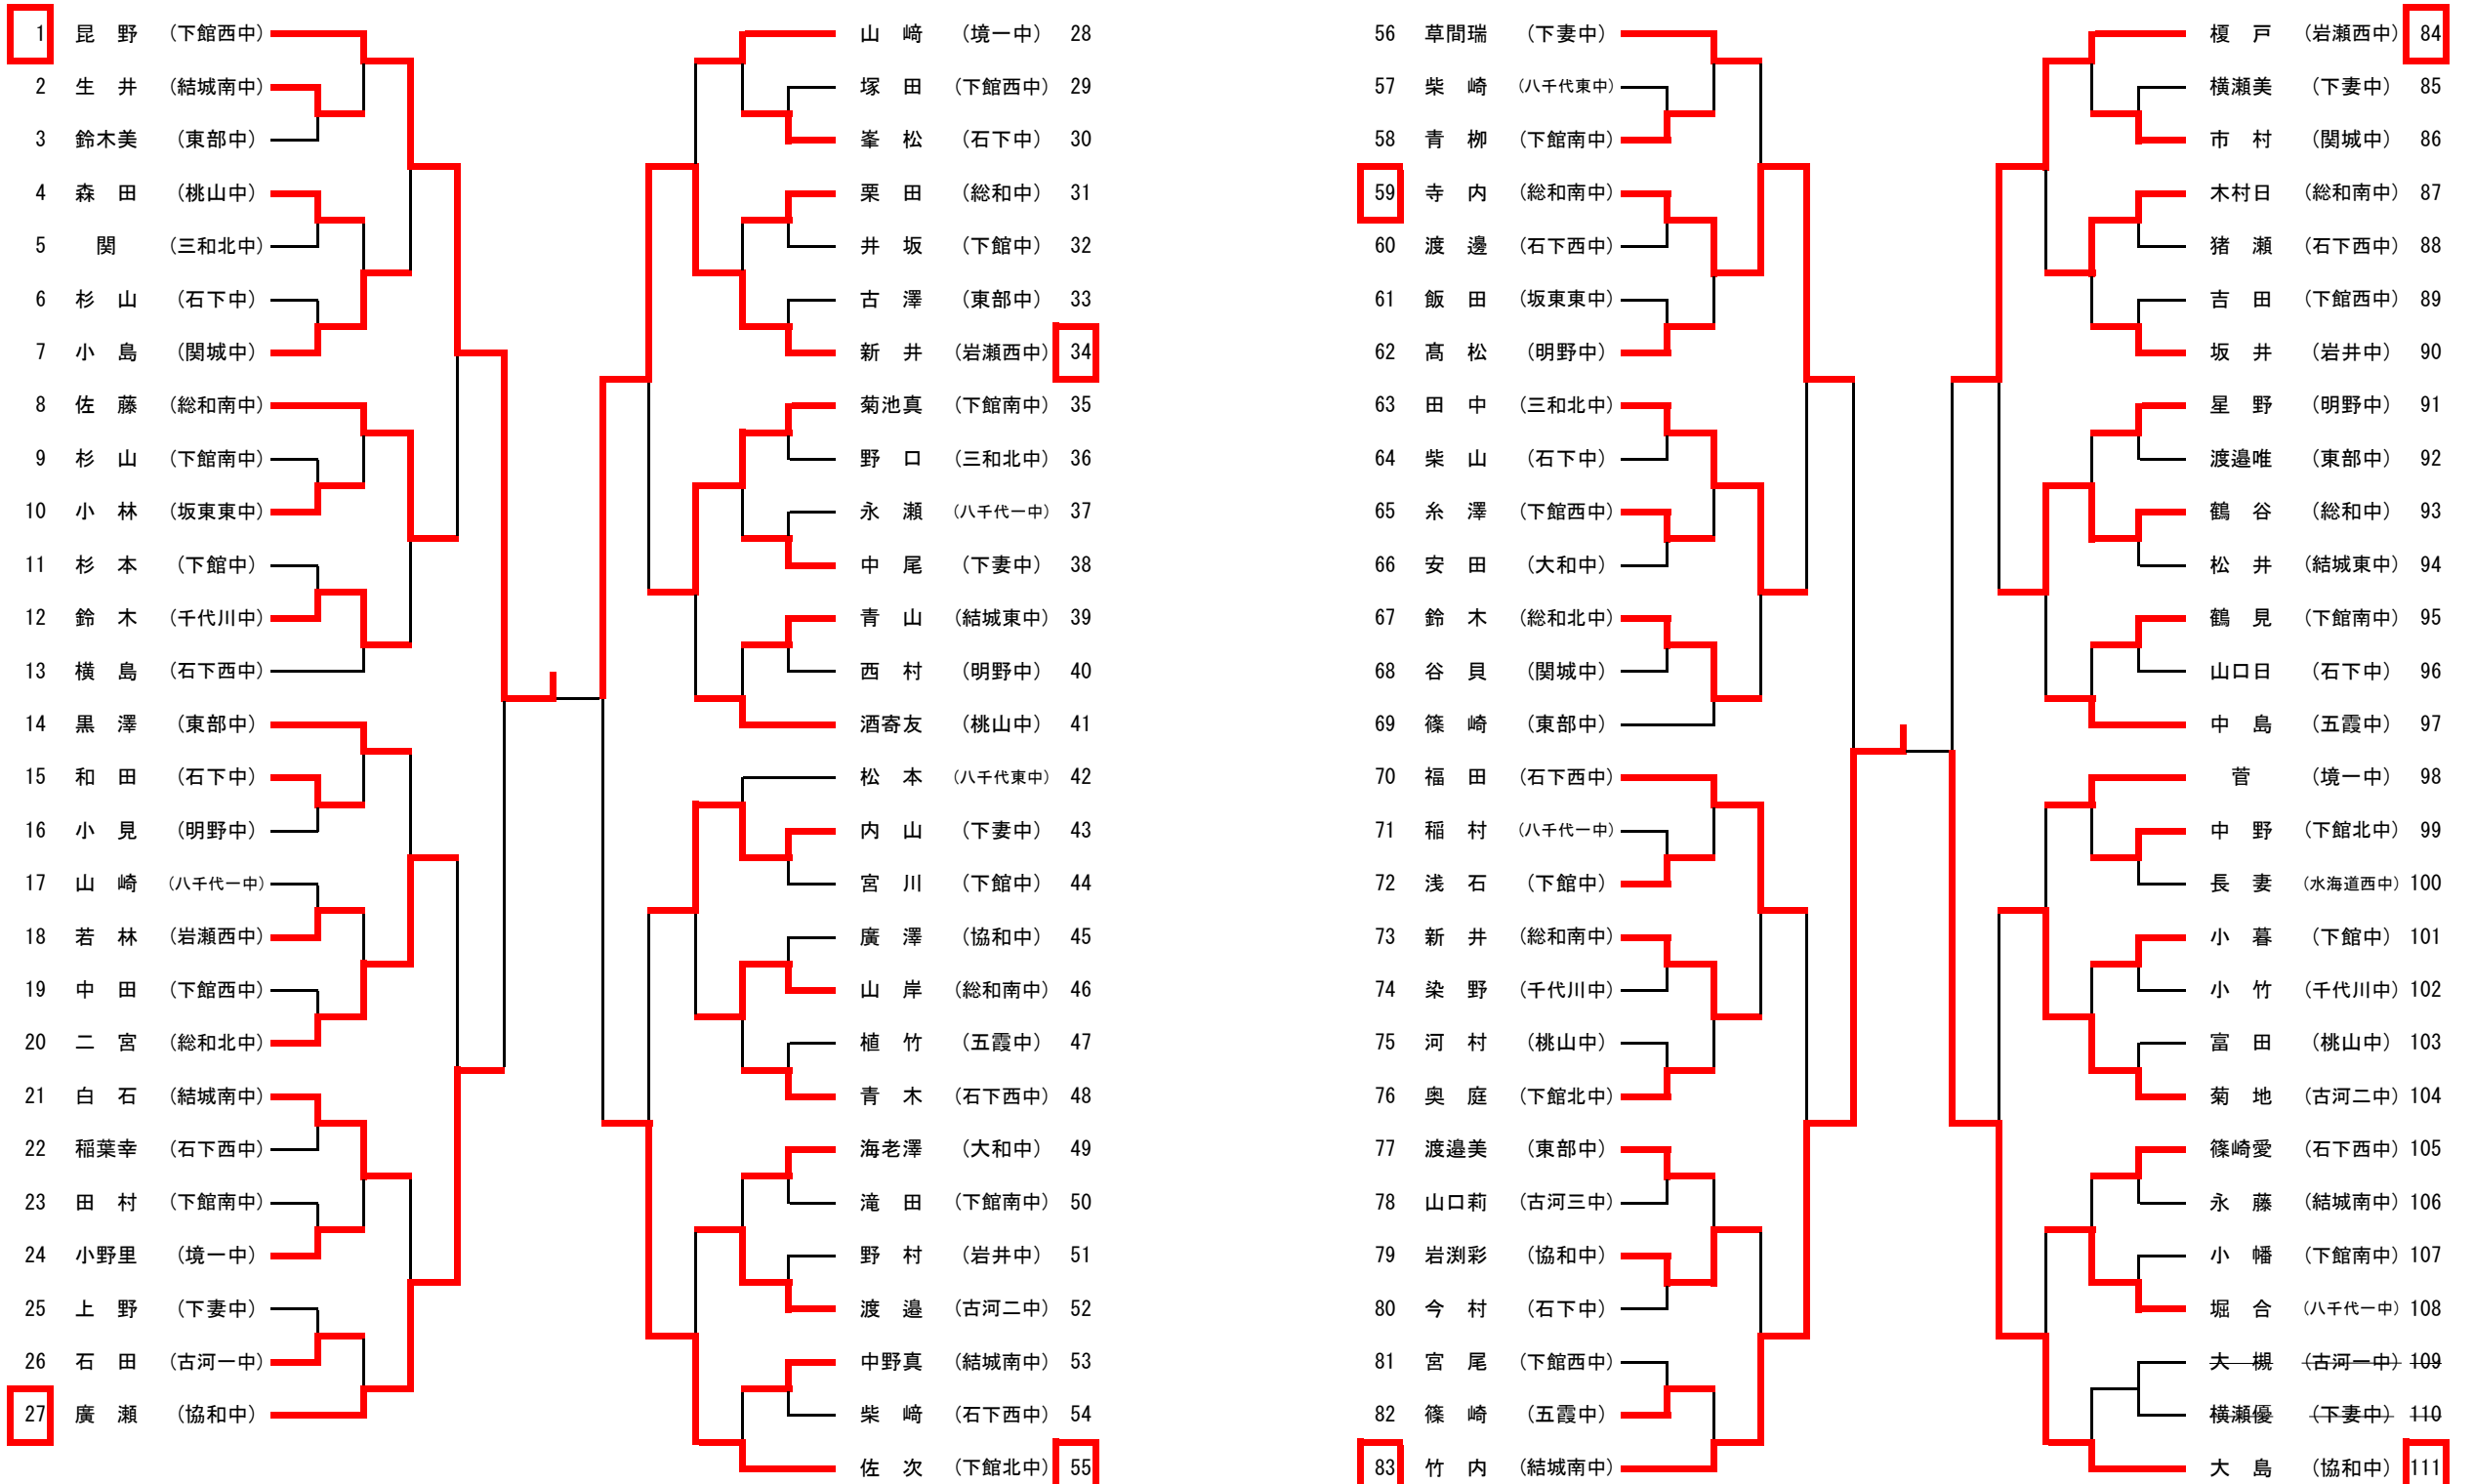 1 昆 野 (下館西中)
2 生 井 (結城南中)
3 鈴木美 (東部中)
4 森 田 (桃山中)
5 関 (三和北中)
6 杉 山 (石下中)
7 小 島 (関城中)
8 佐 藤 (総和南中)
9 杉 山 (下館南中)
10 小 林 (坂東東中)
11 杉 本 (下館中)
12 鈴 木 (千代川中)
13 横 島 (石下西中)
14 黒 澤 (東部中)
15 和 田 (石下中)
16 小 見 (明野中)
17 山 崎 (八千代一中)
18 若 林 (岩瀬西中)
19 中 田 (下館西中)
20 二 宮 (総和北中)
21 白 石 (結城南中)
22 稲葉幸 (石下西中)
23 田 村 (下館南中)
24 小野里 (境一中)
25 上 野 (下妻中)
26 石 田 (古河一中)
27 廣 瀬 (協和中)
山 﨑 (境一中) 28
塚 田 (下館西中) 29
峯 松 (石下中) 30
栗 田 (総和中) 31
井 坂 (下館中) 32
古 澤 (東部中) 33
新 井 (岩瀬西中) 34
菊池真 (下館南中) 35
野 口 (三和北中) 36
永 瀬 (八千代一中) 37
中 尾 (下妻中) 38
青 山 (結城東中) 39
西 村 (明野中) 40
酒寄友 (桃山中) 41
松 本 (八千代東中) 42
内 山 (下妻中) 43
宮 川 (下館中) 44
廣 澤 (協和中) 45
山 岸 (総和南中) 46
植 竹 (五霞中) 47
青 木 (石下西中) 48
海老澤 (大和中) 49
滝 田 (下館南中) 50
野 村 (岩井中) 51
渡 邉 (古河二中) 52
中野真 (結城南中) 53
柴 﨑 (石下西中) 54
佐 次 (下館北中) 55
56 草間瑞 (下妻中)
57 柴 崎 (八千代東中)
58 青 栁 (下館南中)
59 寺 内 (総和南中)
60 渡 邊 (石下西中)
61 飯 田 (坂東東中)
62 髙 松 (明野中)
63 田 中 (三和北中)
64 柴 山 (石下中)
65 糸 澤 (下館西中)
66 安 田 (大和中)
67 鈴 木 (総和北中)
68 谷 貝 (関城中)
69 篠 崎 (東部中)
70 福 田 (石下西中)
71 稲 村 (八千代一中)
72 浅 石 (下館中)
73 新 井 (総和南中)
74 染 野 (千代川中)
75 河 村 (桃山中)
76 奥 庭 (下館北中)
77 渡邉美 (東部中)
78 山口莉 (古河三中)
79 岩渕彩 (協和中)
80 今 村 (石下中)
81 宮 尾 (下館西中)
82 篠 崎 (五霞中)
83 竹 内 (結城南中)
榎 戸 (岩瀬西中) 84
横瀬美 (下妻中) 85
市 村 (関城中) 86
木村日 (総和南中) 87
猪 瀬 (石下西中) 88
吉 田 (下館西中) 89
坂 井 (岩井中) 90
星 野 (明野中) 91
渡邉唯 (東部中) 92
鶴 谷 (総和中) 93
松 井 (結城東中) 94
鶴 見 (下館南中) 95
山口日 (石下中) 96
中 島 (五霞中) 97
菅 (境一中) 98
中 野 (下館北中) 99
長 妻 (水海道西中) 100
小 暮 (下館中) 101
小 竹 (千代川中) 102
富 田 (桃山中) 103
菊 地 (古河二中) 104
篠崎愛 (石下西中) 105
永 藤 (結城南中) 106
小 幡 (下館南中) 107
堀 合 (八千代一中) 108
大 槻 (古河一中) 109
横瀬優 (下妻中) 110
大 島 (協和中) 111